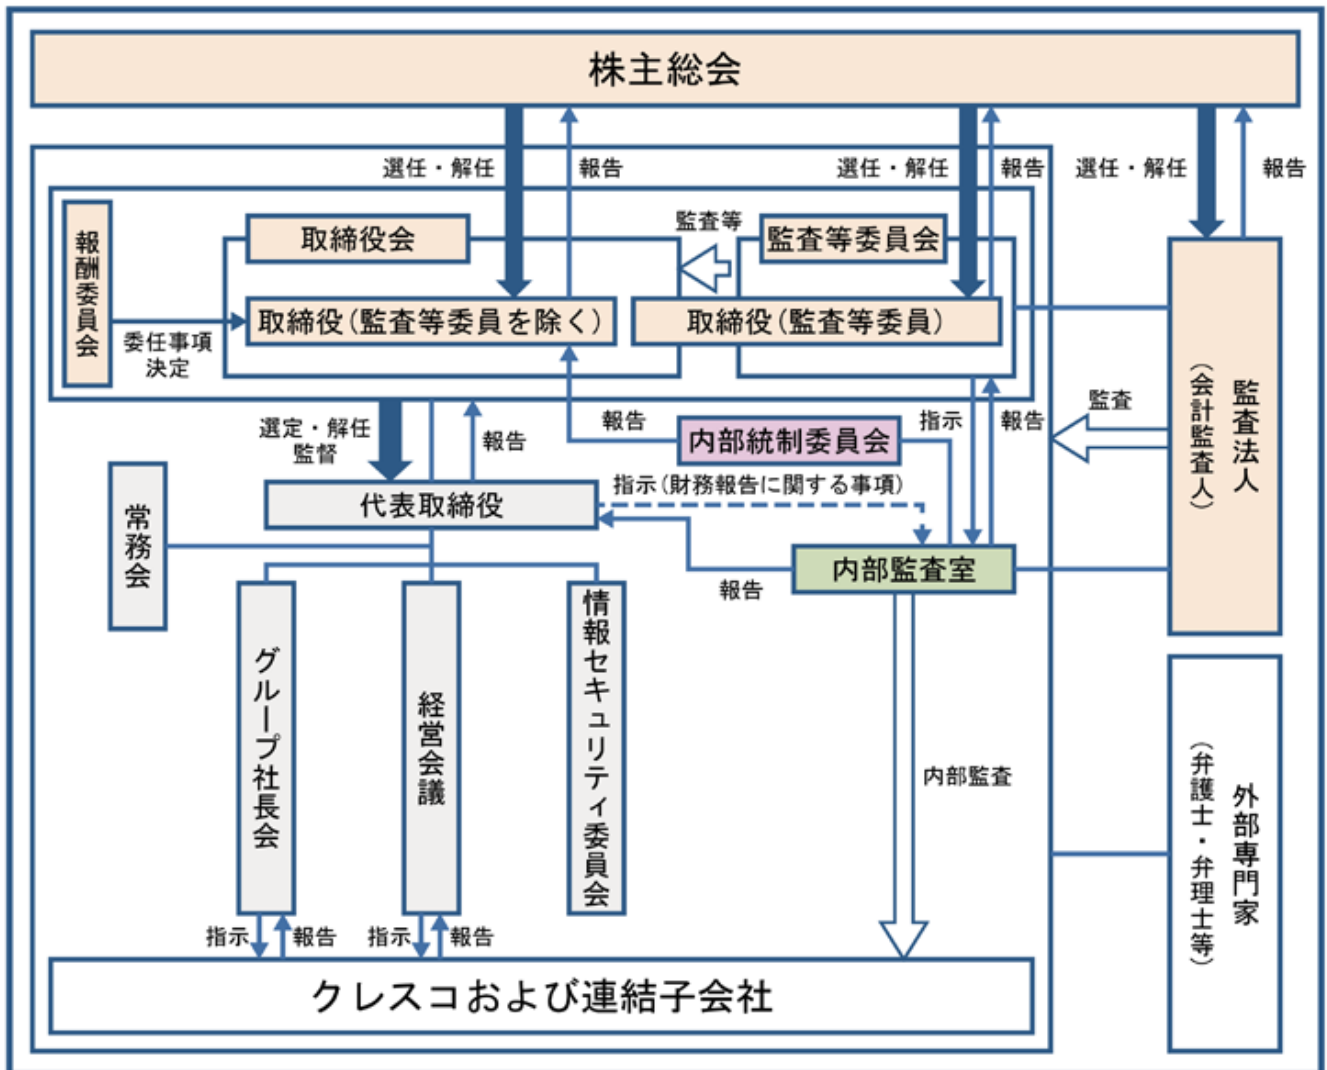 株主総会
選任・解任
報告
選任・解任
報告
選任・解任
報告
報酬委員会
取締役会
監査等
監査等委員会
取締役(監査等委員を除く)
取締役(監査等委員)
委任事項
決定
監査法人
(会計監査人)
監査
選定・解任
監督
報告
報告
内部統制委員会
指示
報告
代表取締役
指示(財務報告に関する事項)
常務会
内部監査室
報告
グループ社長会
経営会議
情報セキュリティ委員会
内部監査
外部専門家
(弁護士・弁理士等)
指示
報告
指示
報告
クレスコおよび連結子会社